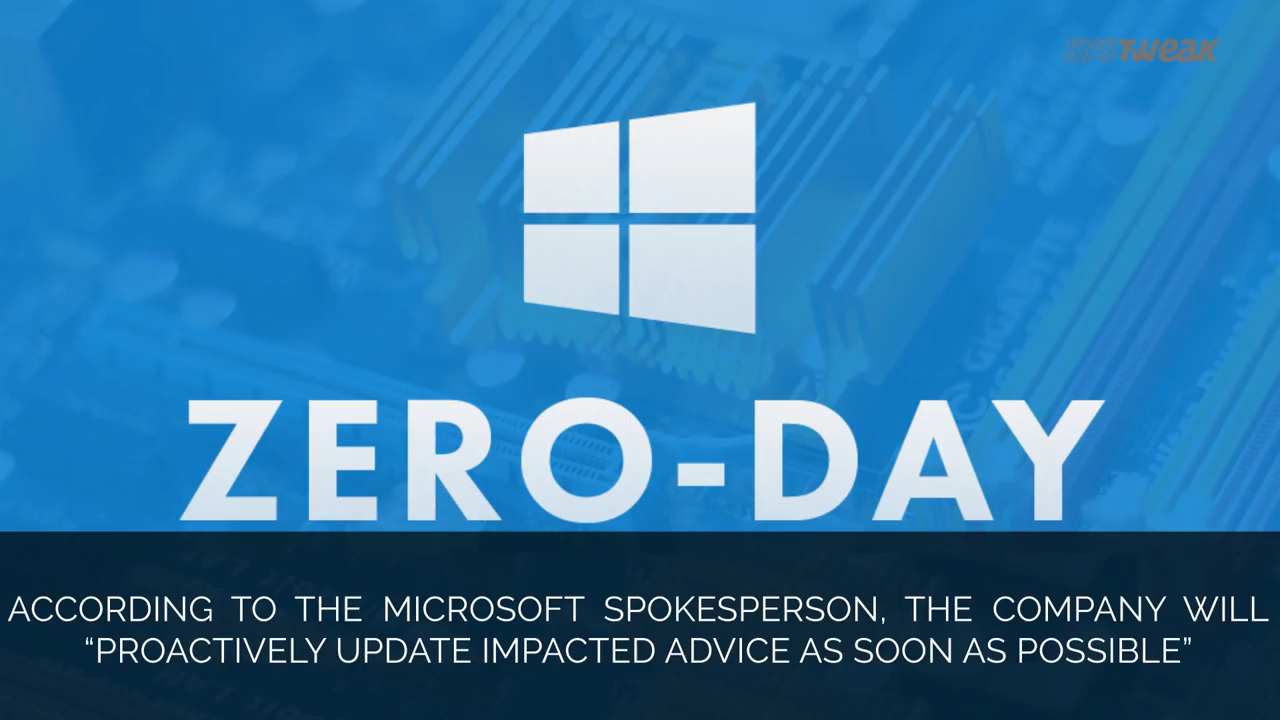 SYSTWEAK
GIGABYTE
ZERO-DAY
ACCORDING TO THE MICROSOFT SPOKESPERSON, THE COMPANY WILL
“PROACTIVELY UPDATE IMPACTED ADVICE AS SOON AS POSSIBLE”